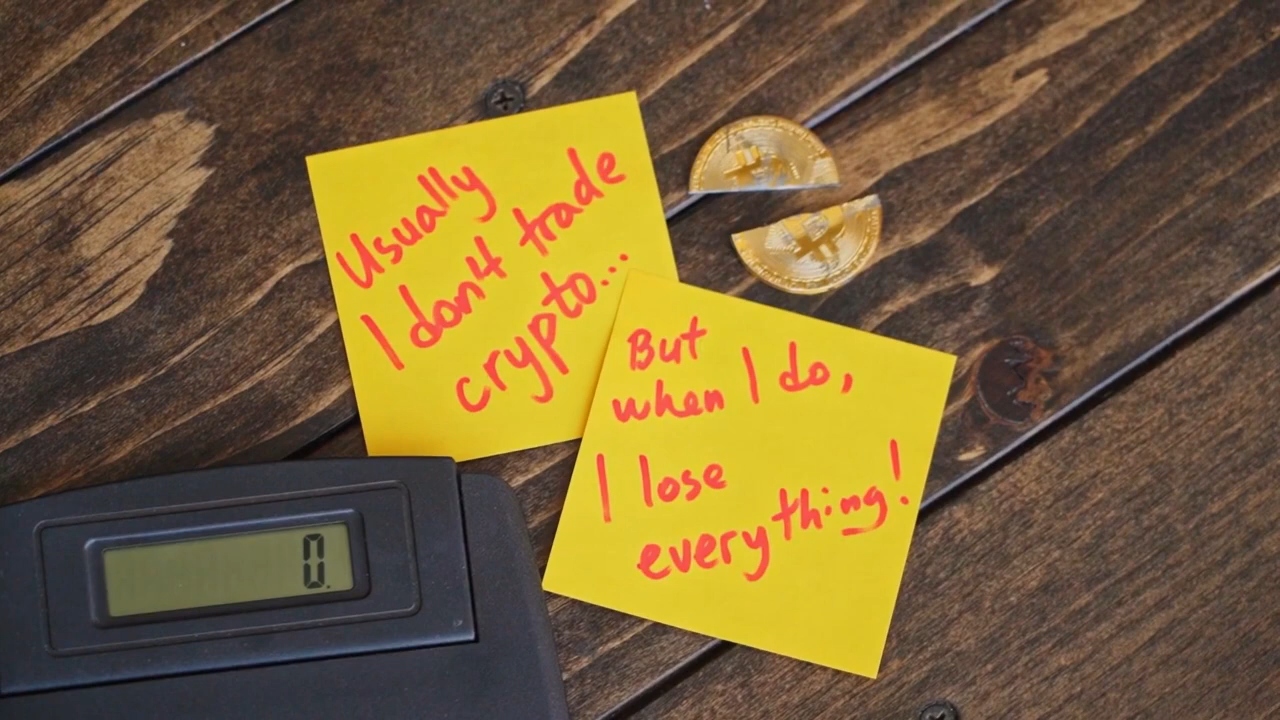 Usually
I don't trade
crypto...
But
when I do,
I lose
everything!
0.